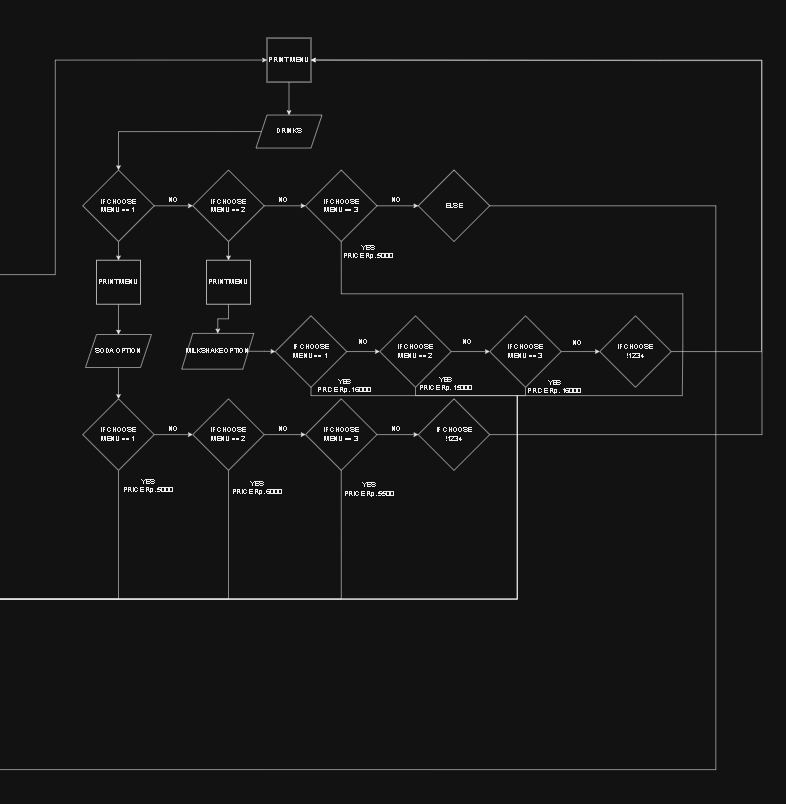 PRINT MENU
DRINKS
IF CHOOSE
MENU == 1
NO
IF CHOOSE
MENU == 2
NO
IF CHOOSE
MENU == 3
NO
ELSE
YES
PRICE Rp. 5000
PRINT MENU
PRINT MENU
SODA OPTION
MILKSHAKE OPTION
IF CHOOSE
MENU == 1
NO
IF CHOOSE
MENU == 2
NO
IF CHOOSE
MENU == 3
NO
IF CHOOSE
!1234
YES
PRICE Rp. 16000
YES
PRICE Rp. 15000
YES
PRICE Rp. 16000
IF CHOOSE
MENU == 1
NO
IF CHOOSE
MENU == 2
NO
IF CHOOSE
MENU == 3
NO
IF CHOOSE
!1234
YES
PRICE Rp. 5000
YES
PRICE Rp. 6000
YES
PRICE Rp. 5500